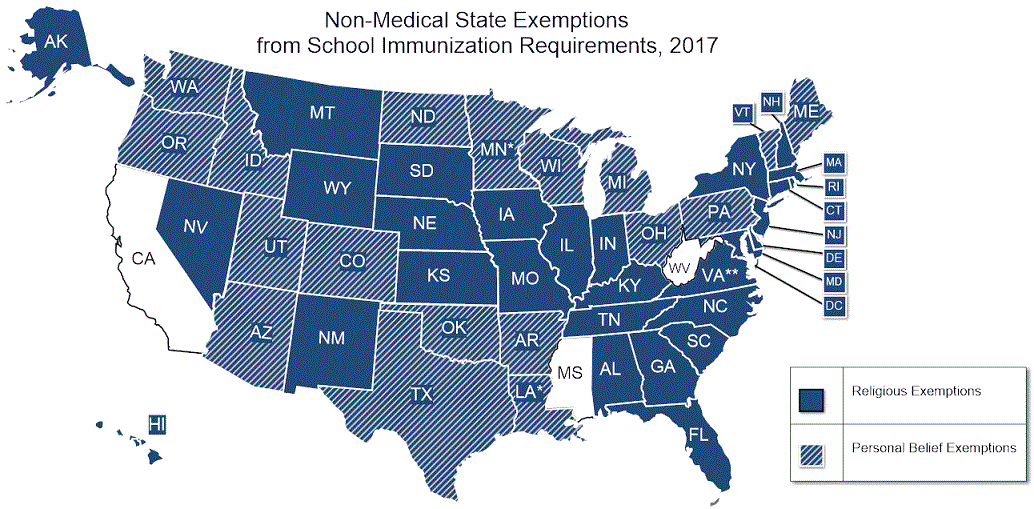 Non-Medical State Exemptions
from School Immunization Requirements, 2017
AK
WA
OR
ID
MT
ND
MN*
WI
MI
VT
NH
ME
SD
WY
NE
IA
NY
MA
RI
CT
NJ
DE
MD
DC
CA
NV
UT
CO
KS
MO
IL
IN
OH
PA
WV
VA**
KY
NC
TN
SC
AZ
NM
OK
AR
TX
LA*
MS
AL
GA
FL
HI
Religious Exemptions
Personal Belief Exemptions